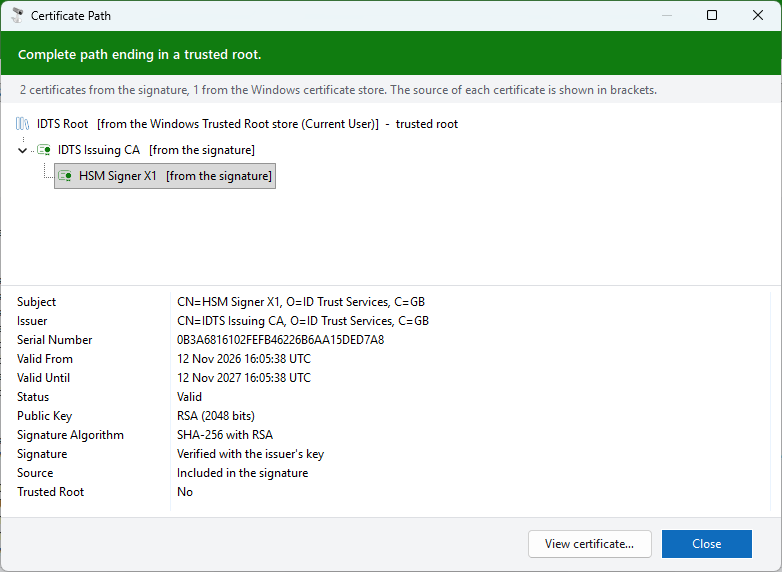 Certificate Path
Complete path ending in a trusted root.
2 certificates from the signature, 1 from the Windows certificate store. The source of each certificate is shown in brackets.
IDTS Root [from the Windows Trusted Root store (Current User)] - trusted root
IDTS Issuing CA [from the signature]
HSM Signer X1 [from the signature]
Subject CN=HSM Signer X1, O=ID Trust Services, C=GB
Issuer CN=IDTS Issuing CA, O=ID Trust Services, C=GB
Serial Number 0B3A6816102FEFB46226B6AA15DED7A8
Valid From 12 Nov 2026 16:05:38 UTC
Valid Until 12 Nov 2027 16:05:38 UTC
Status Valid
Public Key RSA (2048 bits)
Signature Algorithm SHA-256 with RSA
Signature Verified with the issuer's key
Source Included in the signature
Trusted Root No
View certificate... Close